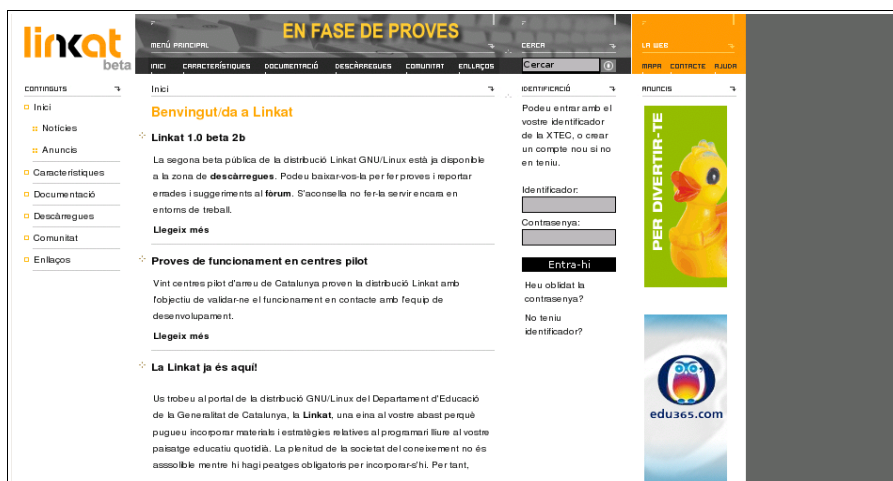 linkat
beta
EN FASE DE PROVES
MENÚ PRINCIPAL
INICI CARACTERÍSTIQUES DOCUMENTACIÓ DESCÀRREGUES COMUNITAT ENLLAÇOS
CERCA
Cercar
LA WEB
MAPA CONTACTE AJUDA
CONTINGUTS
Inici
Notícies
Anuncis
Característiques
Documentació
Descàrregues
Comunitat
Enllaços
Inici
Benvingut/da a Linkat
Linkat 1.0 beta 2b
La segona beta pública de la distribució Linkat GNU/Linux està ja disponible
a la zona de descàrregues. Podeu baixar-vos-la per fer proves i reportar
errades i suggeriments al fòrum. S'aconsella no fer-la servir encara en
entorns de treball.
Llegeix més
Proves de funcionament en centres pilot
Vint centres pilot d'arreu de Catalunya proven la distribució Linkat amb
l'objectiu de validar-ne el funcionament en contacte amb l'equip de
desenvolupament.
Llegeix més
La Linkat ja és aquí!
Us trobeu al portal de la distribució GNU/Linux del Departament d'Educació
de la Generalitat de Catalunya, la Linkat, una eina al vostre abast perquè
pugueu incorporar materials i estratègies relatives al programari lliure al vostre
paisatge educatiu quotidià. La plenitud de la societat del coneixement no és
asssolible mentre hi hagi peatges obligatoris per incorporar-s'hi. Per tant,
IDENTIFICACIÓ
Podeu entrar amb el
vostre identificador
de la XTEC, o crear
un compte nou si no
en teniu.
Identificador:
Contrasenya:
Entra-hi
Heu oblidat la
contrasenya?
No teniu
identificador?
ANUNCIS
PER DIVERTIR-TE
edu365.com